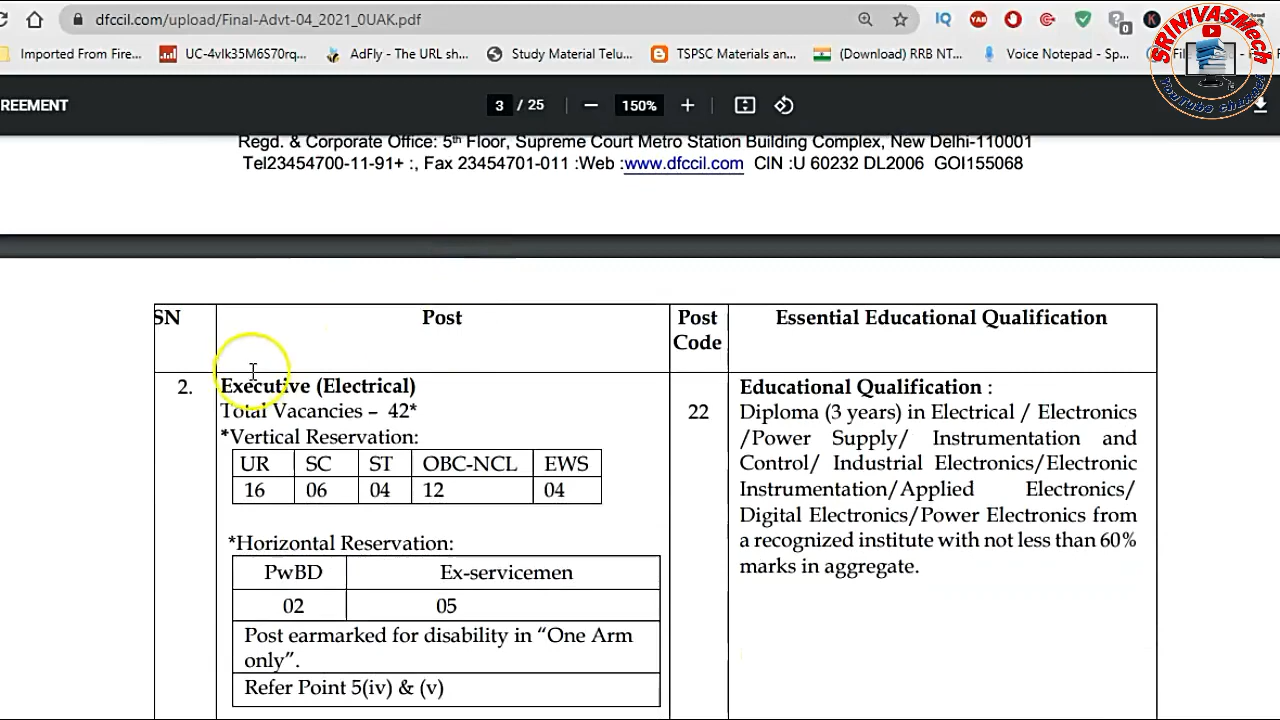 dfccil.com/upload/Final-Advt-04_2021_0UAK.pdf
IQ
YAB
0
K
SRINIVASMech
YouTube Channel
Imported From Fire...
UC-4vlk35M6S70rq...
AdFly - The URL sh...
Study Material Telu...
TSPSC Materials an...
(Download) RRB NT...
Voice Notepad - Sp...
REEMENT
3 / 25
150%
Regd. & Corporate Office: 5th Floor, Supreme Court Metro Station Building Complex, New Delhi-110001
Tel23454700-11-91+ :, Fax 23454701-011 :Web :www.dfccil.com CIN :U 60232 DL2006 GOI155068
SN Post Post Code Essential Educational Qualification
2. Executive (Electrical)
Total Vacancies – 42*
*Vertical Reservation:
UR SC ST OBC-NCL EWS
16 06 04 12 04
*Horizontal Reservation:
PwBD Ex-servicemen
02 05
Post earmarked for disability in “One Arm
only”.
Refer Point 5(iv) & (v)
22
Educational Qualification :
Diploma (3 years) in Electrical / Electronics
/Power Supply/ Instrumentation and
Control/ Industrial Electronics/Electronic
Instrumentation/Applied Electronics/
Digital Electronics/Power Electronics from
a recognized institute with not less than 60%
marks in aggregate.